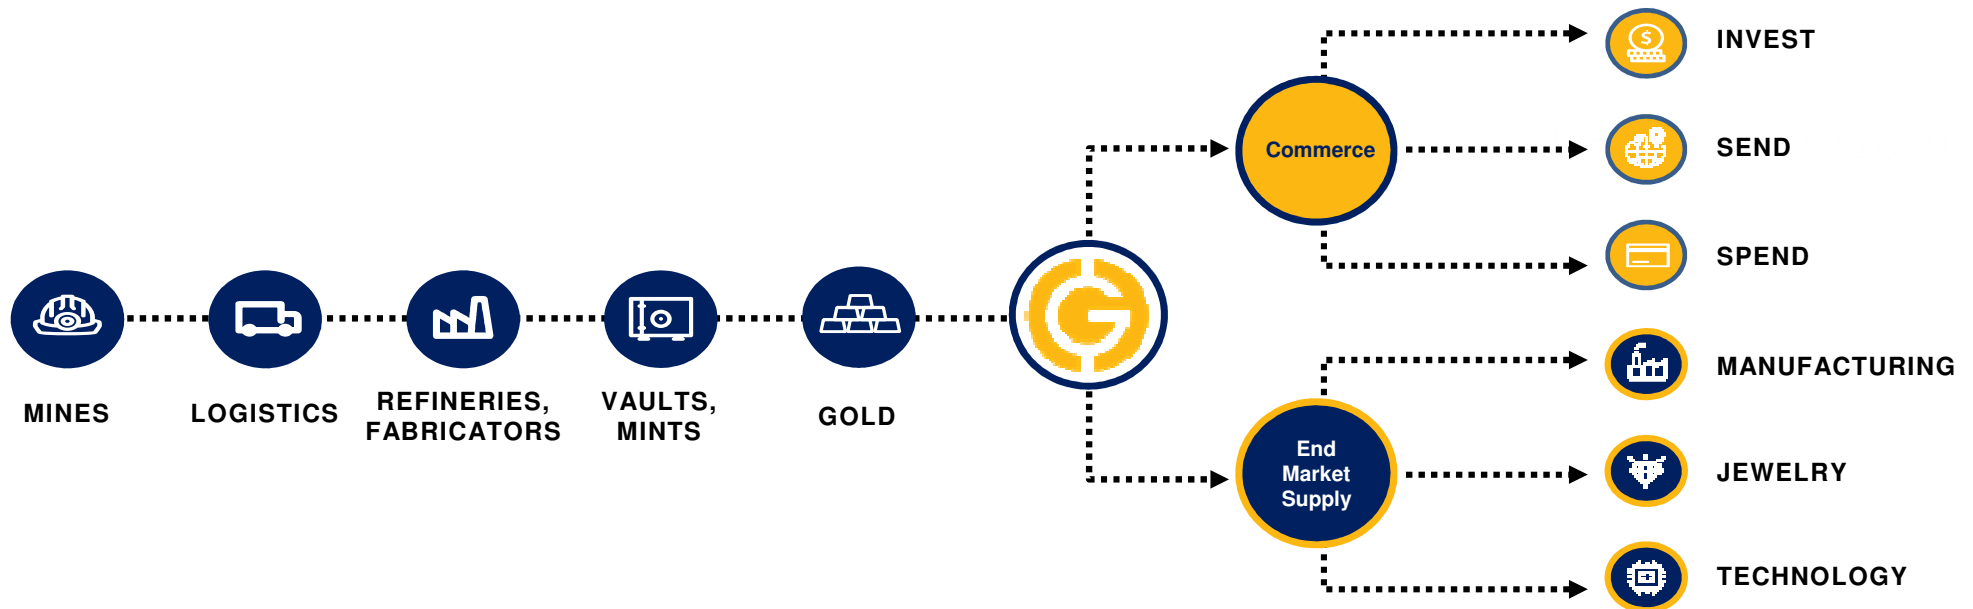 INVEST
Commerce
SEND
SPEND
MINES
LOGISTICS
REFINERIES,
FABRICATORS
VAULTS,
MINTS
GOLD
End
Market
Supply
MANUFACTURING
JEWELRY
TECHNOLOGY